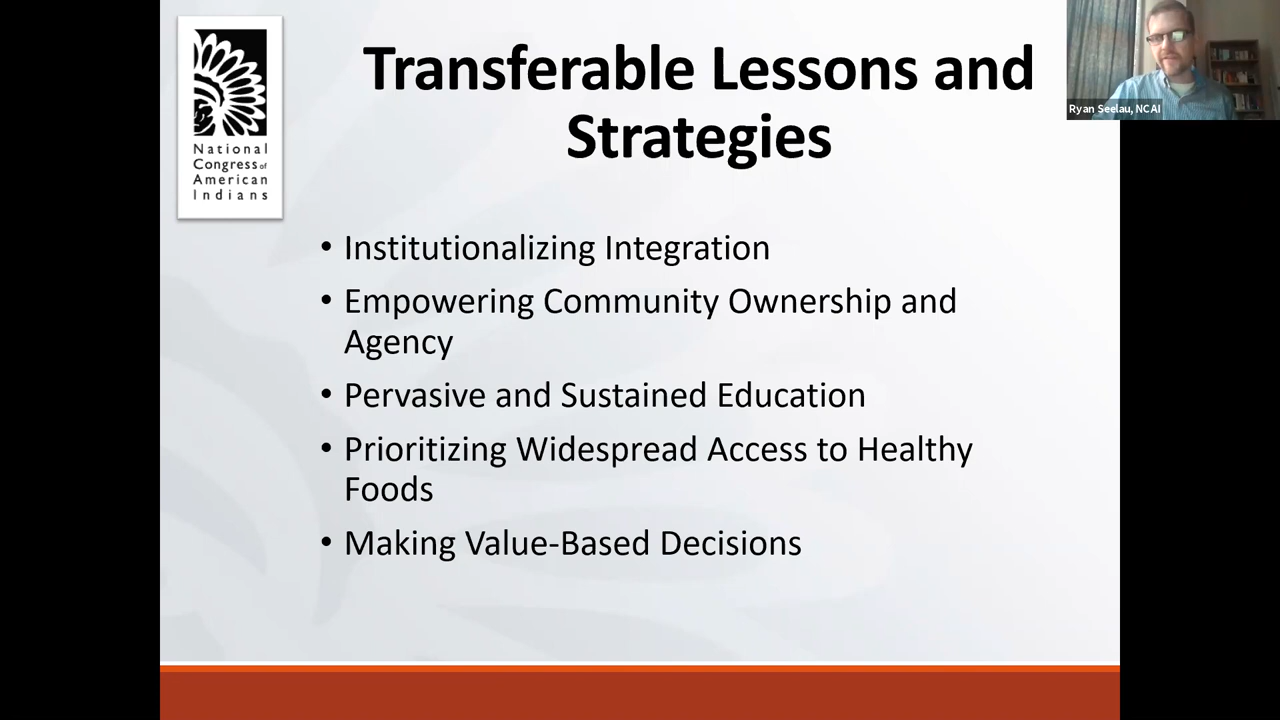 National
Congress of
American
Indians
Transferable Lessons and
Strategies
Ryan Seelau, NCAI
• Institutionalizing Integration
• Empowering Community Ownership and
Agency
• Pervasive and Sustained Education
• Prioritizing Widespread Access to Healthy
Foods
• Making Value-Based Decisions